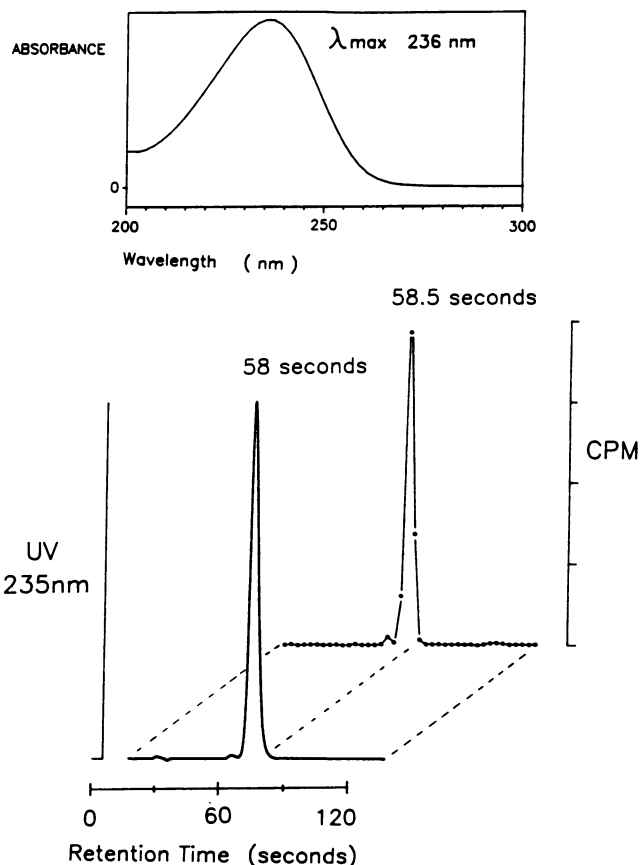 ABSORBANCE
λmax 236 nm
0
200 250 300
Wavelength (nm)
58.5 seconds
58 seconds
CPM
UV
235nm
0 60 120
Retention Time (seconds)